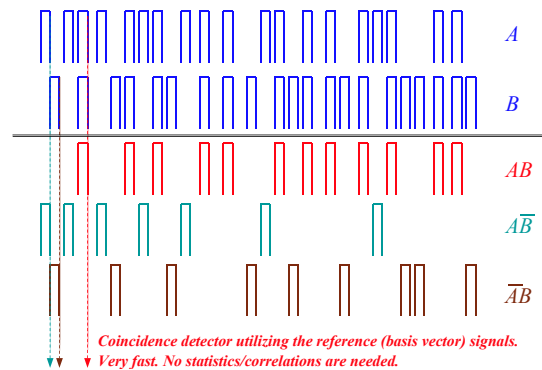 A
B
AB
AB̅
A̅B
Coincidence detector utilizing the reference (basis vector) signals.
Very fast. No statistics/correlations are needed.